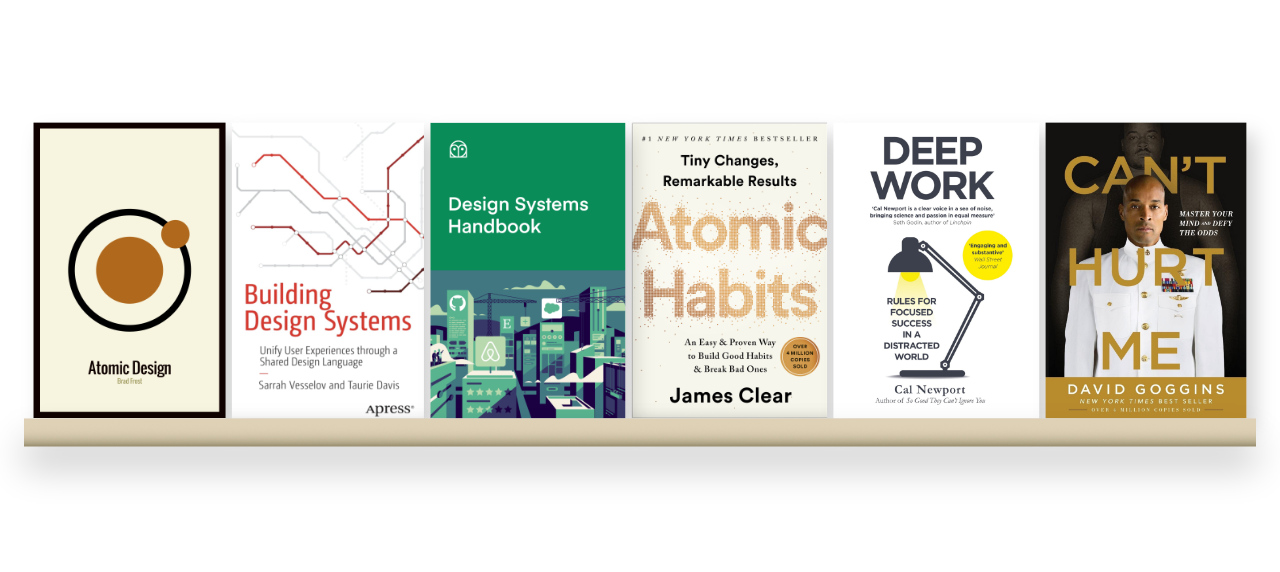 Atomic Design
Brad Frost
Building
Design Systems
Unify User Experiences through a
Shared Design Language
Sarrah Vesselov and Taurie Davis
Apress®
Design Systems
Handbook
E
#1 NEW YORK TIMES BESTSELLER
Tiny Changes,
Remarkable Results
Atomic
Habits
An Easy & Proven Way
to Build Good Habits
& Break Bad Ones
OVER
4 MILLION
COPIES
SOLD
James Clear
DEEP
WORK
'Cal Newport is a clear voice in a sea of noise,
bringing science and passion in equal measure'
Seth Godin, author of Linchpin
'Engaging and
substantive'
Wall Street
Journal
RULES FOR
FOCUSED
SUCCESS
IN A
DISTRACTED
WORLD
Cal Newport
Author of So Good They Can't Ignore You
CAN'T
HURT
ME
MASTER YOUR
MIND AND DEFY
THE ODDS
DAVID GOGGINS
NEW YORK TIMES BEST SELLER